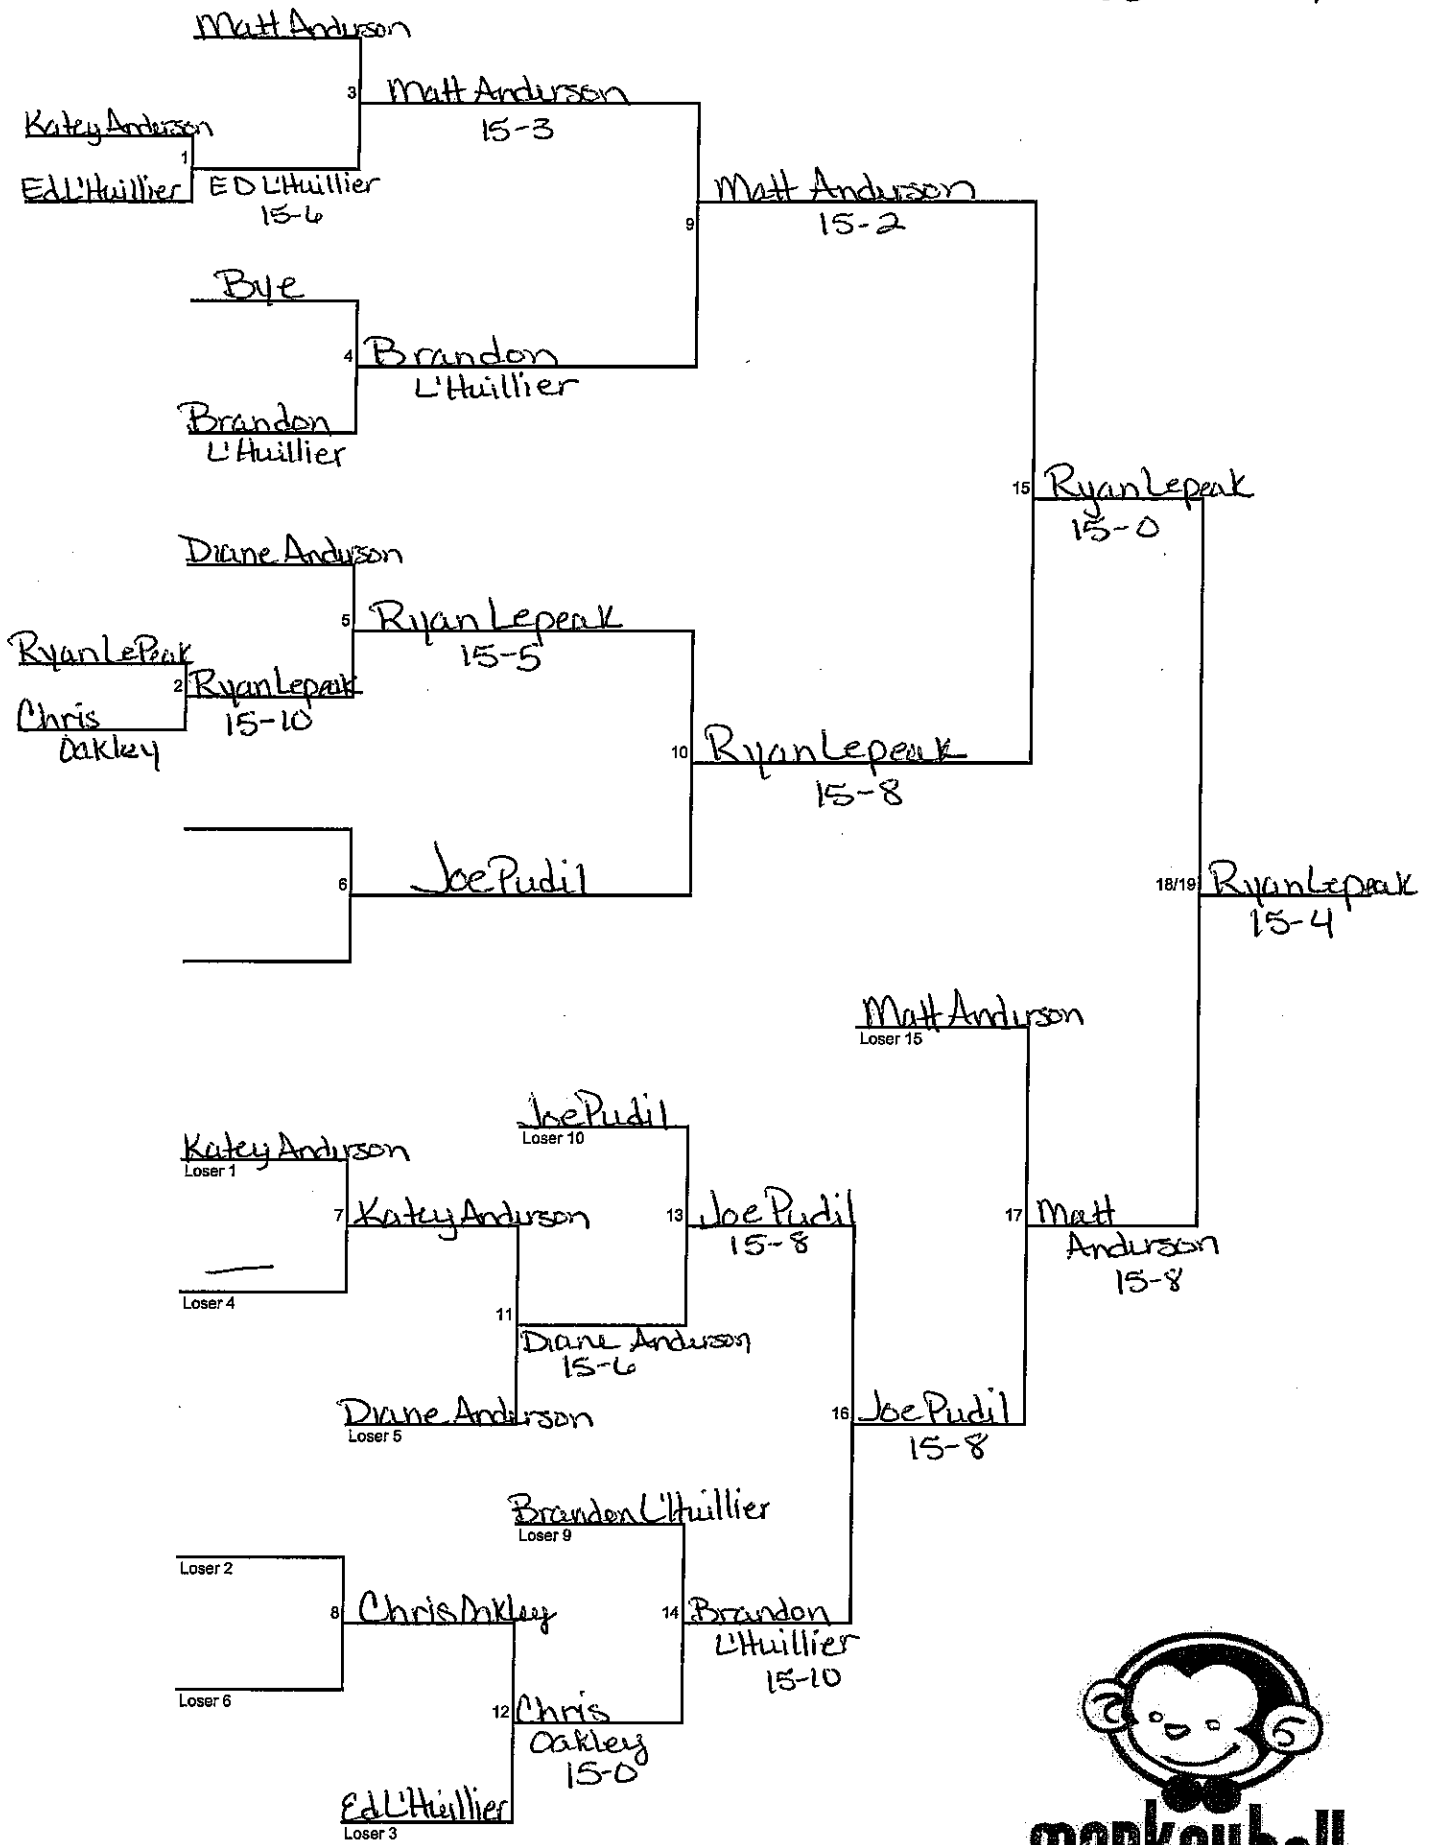 Matt Anderson
3
Matt Anderson
15-3
Katey Anderson
1
Ed L'Huillier
ED L'Huillier
15-6
Matt Anderson
15-2
9
Bye
4
Brandon
L'Huillier
Brandon
L'Huillier
15
Ryan Lepeak
15-0
Diane Anderson
5
Ryan Lepeak
15-5
Ryan LePeak
2
Ryan Lepeak
15-10
Chris
Oakley
10
Ryan Lepeak
15-8
6
Joe Pudil
18/19
Ryan Lepeak
15-4
Matt Anderson
Loser 15
Joe Pudil
Loser 10
Katey Anderson
Loser 1
7
Katey Anderson
13
Joe Pudil
15-8
17
Matt
Anderson
15-8
Loser 4
11
Diane Anderson
15-6
Diane Anderson
Loser 5
16
Joe Pudil
15-8
Brandon L'Huillier
Loser 9
Loser 2
8
Chris Oakley
14
Brandon
L'Huillier
15-10
Loser 6
12
Chris
Oakley
15-0
Ed L'Huillier
Loser 3
monkeyball